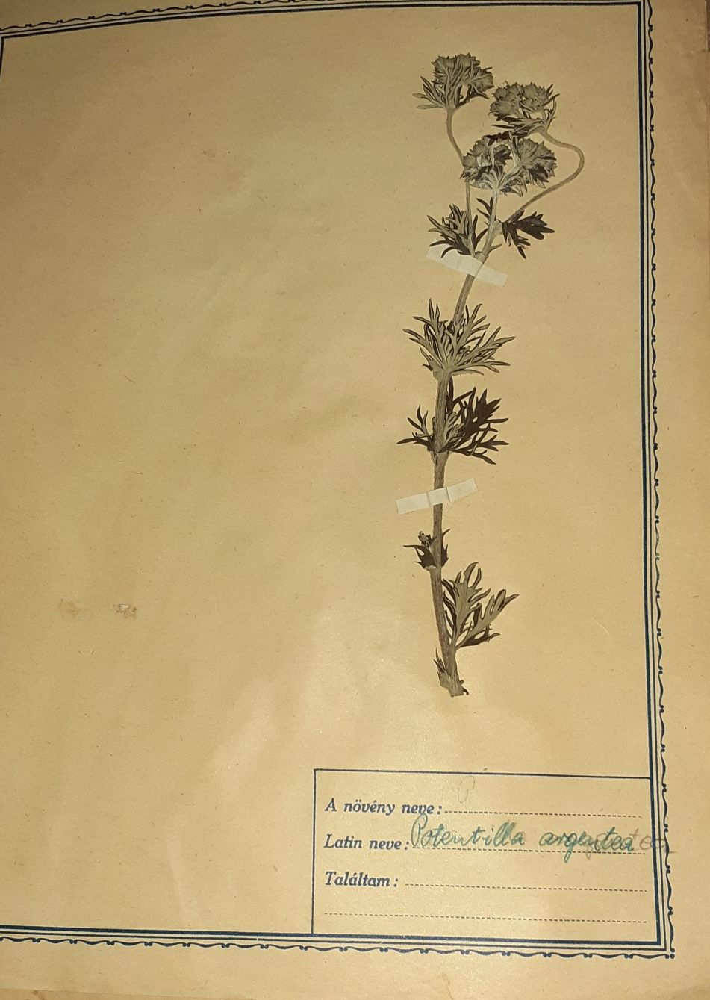 A növény neve:
Latin neve: Potentilla argentea
Találtam: